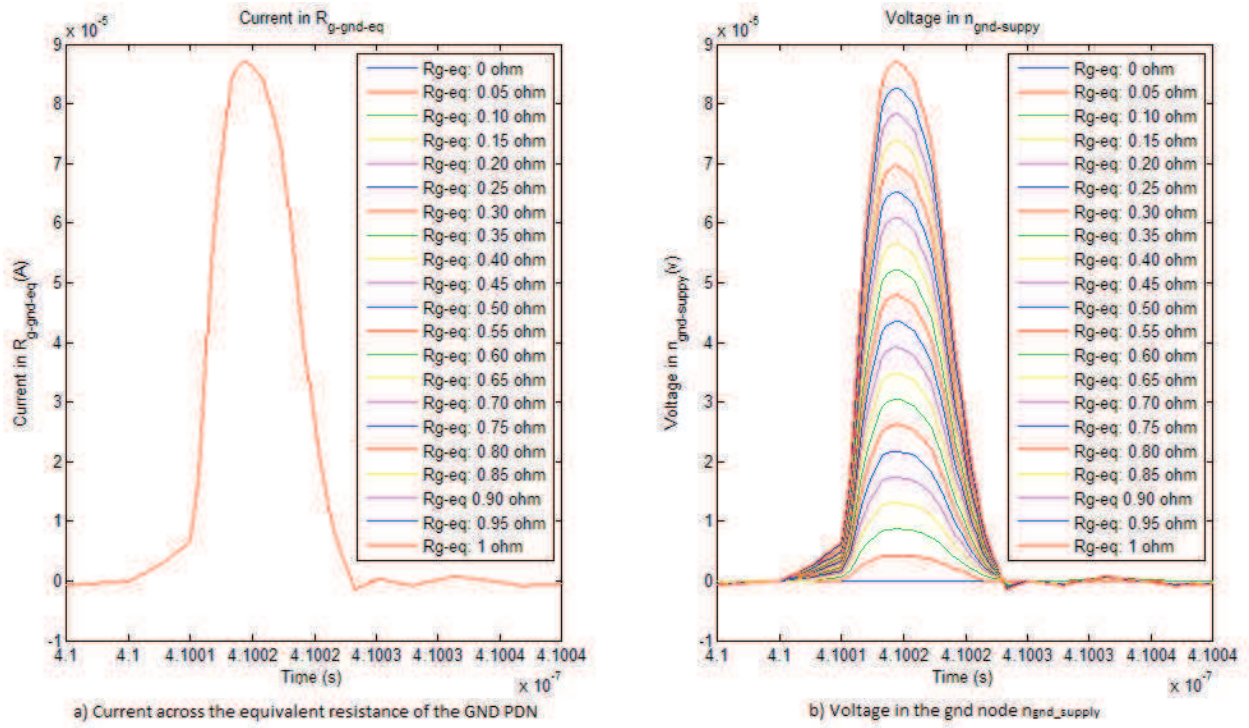 Current in Rg-gnd-eq
× 10⁻⁵
9
8
7
6
5
4
3
2
1
0
-1
Current in Rg-gnd-eq(A)
Rg-eq: 0 ohm
Rg-eq: 0.05 ohm
Rg-eq: 0.10 ohm
Rg-eq: 0.15 ohm
Rg-eq: 0.20 ohm
Rg-eq: 0.25 ohm
Rg-eq: 0.30 ohm
Rg-eq: 0.35 ohm
Rg-eq: 0.40 ohm
Rg-eq: 0.45 ohm
Rg-eq: 0.50 ohm
Rg-eq: 0.55 ohm
Rg-eq: 0.60 ohm
Rg-eq: 0.65 ohm
Rg-eq: 0.70 ohm
Rg-eq: 0.75 ohm
Rg-eq: 0.80 ohm
Rg-eq: 0.85 ohm
Rg-eq 0.90 ohm
Rg-eq: 0.95 ohm
Rg-eq: 1 ohm
4.1 4.1 4.1001 4.1002 4.1002 4.1003 4.1003 4.1004 4.1004
Time (s)
× 10⁻⁷
a) Current across the equivalent resistance of the GND PDN
Voltage in ngnd-suppy
× 10⁻⁵
9
8
7
6
5
4
3
2
1
0
-1
Voltage in ngnd-suppy(v)
Rg-eq: 0 ohm
Rg-eq: 0.05 ohm
Rg-eq: 0.10 ohm
Rg-eq: 0.15 ohm
Rg-eq: 0.20 ohm
Rg-eq: 0.25 ohm
Rg-eq: 0.30 ohm
Rg-eq: 0.35 ohm
Rg-eq: 0.40 ohm
Rg-eq: 0.45 ohm
Rg-eq: 0.50 ohm
Rg-eq: 0.55 ohm
Rg-eq: 0.60 ohm
Rg-eq: 0.65 ohm
Rg-eq: 0.70 ohm
Rg-eq: 0.75 ohm
Rg-eq: 0.80 ohm
Rg-eq: 0.85 ohm
Rg-eq 0.90 ohm
Rg-eq: 0.95 ohm
Rg-eq: 1 ohm
4.1 4.1 4.1001 4.1002 4.1002 4.1003 4.1003 4.1004 4.1004
Time (s)
× 10⁻⁷
b) Voltage in the gnd node ngnd_supply